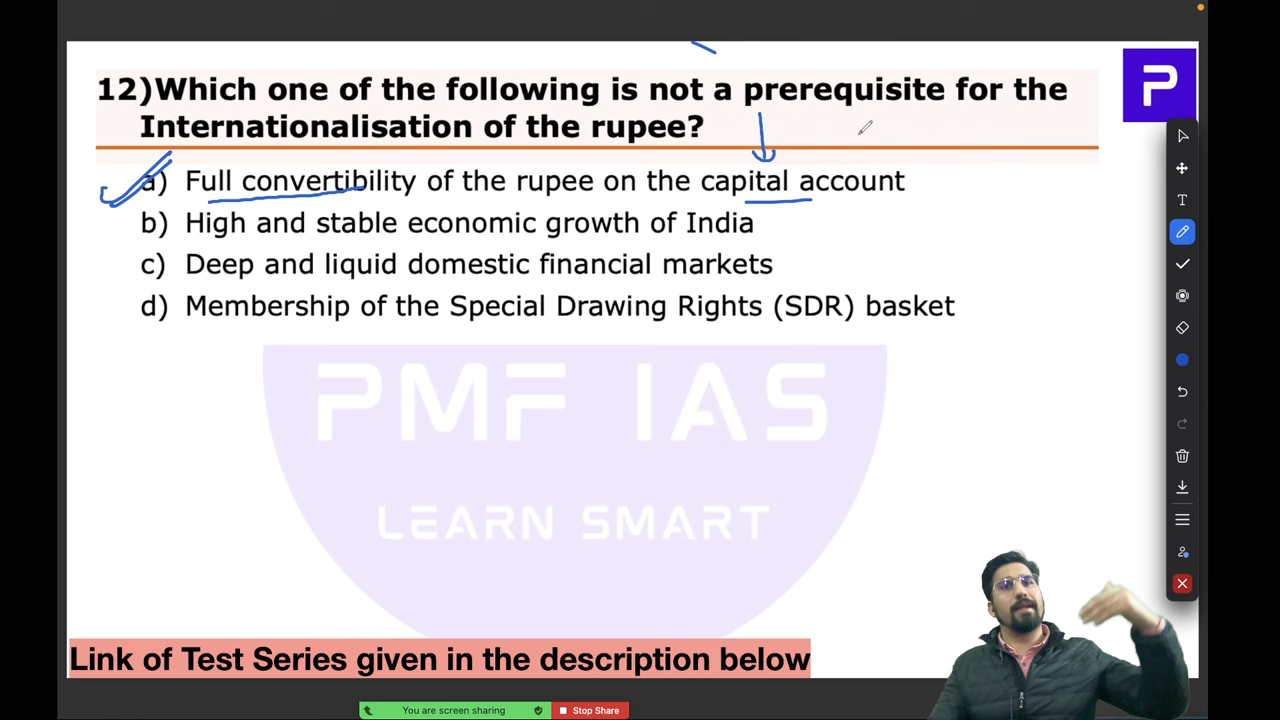 12)Which one of the following is not a prerequisite for the
Internationalisation of the rupee?
a) Full convertibility of the rupee on the capital account
b) High and stable economic growth of India
c) Deep and liquid domestic financial markets
d) Membership of the Special Drawing Rights (SDR) basket
PMF IAS
LEARN SMART
Link of Test Series given in the description below
You are screen sharing
Stop Share
P
T